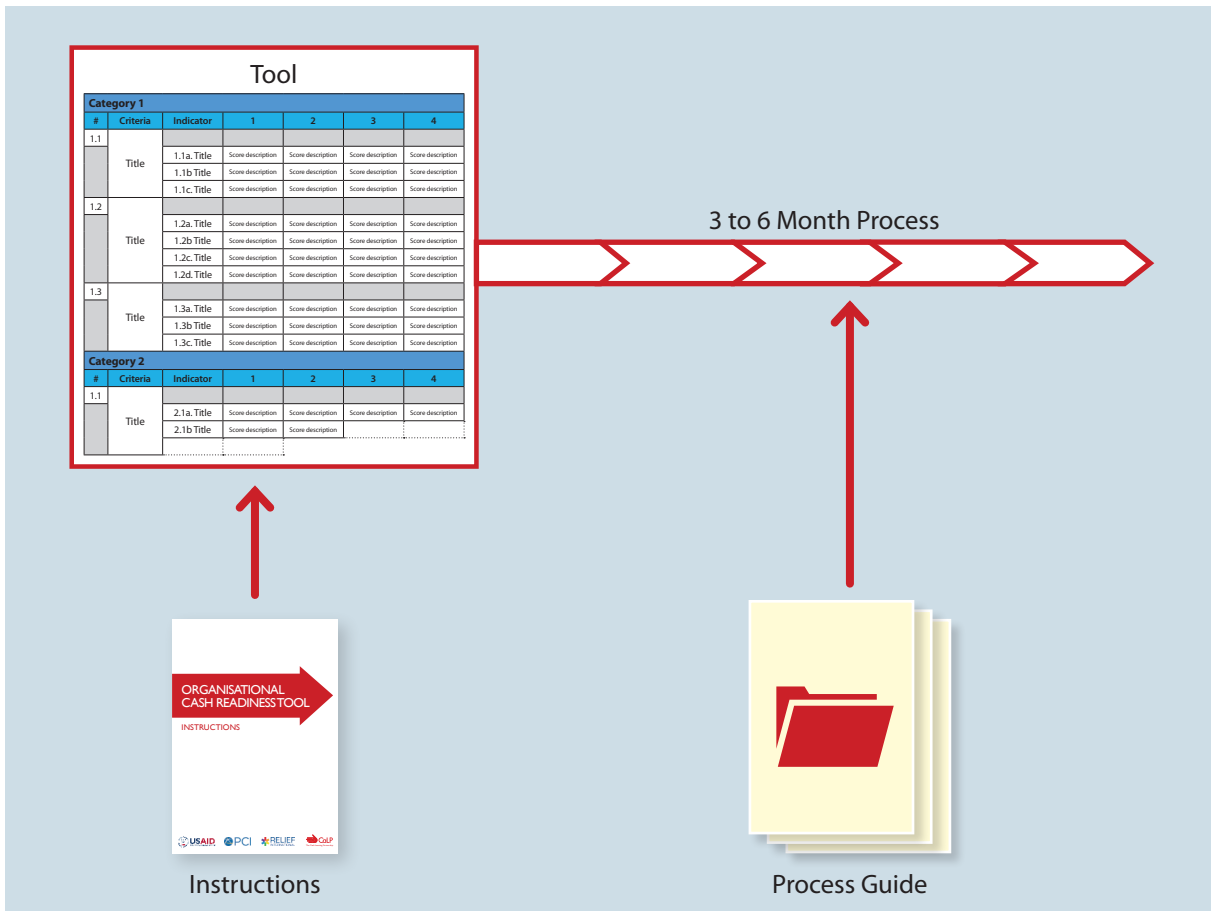 Tool
Category 1
# Criteria Indicator 1 2 3 4
1.1
Title
1.1a. Title Score description Score description Score description Score description
1.1b Title Score description Score description Score description Score description
1.1c. Title Score description Score description Score description Score description
1.2
Title
1.2a. Title Score description Score description Score description Score description
1.2b Title Score description Score description Score description Score description
1.2c. Title Score description Score description Score description Score description
1.2d. Title Score description Score description Score description Score description
1.3
Title
1.3a. Title Score description Score description Score description Score description
1.3b Title Score description Score description Score description Score description
1.3c. Title Score description Score description Score description Score description
Category 2
# Criteria Indicator 1 2 3 4
1.1
Title
2.1a. Title Score description Score description Score description Score description
2.1b Title Score description Score description
3 to 6 Month Process
ORGANISATIONAL
CASH READINESS TOOL
INSTRUCTIONS
USAID PCI RELIEF CaLP
Instructions
Process Guide